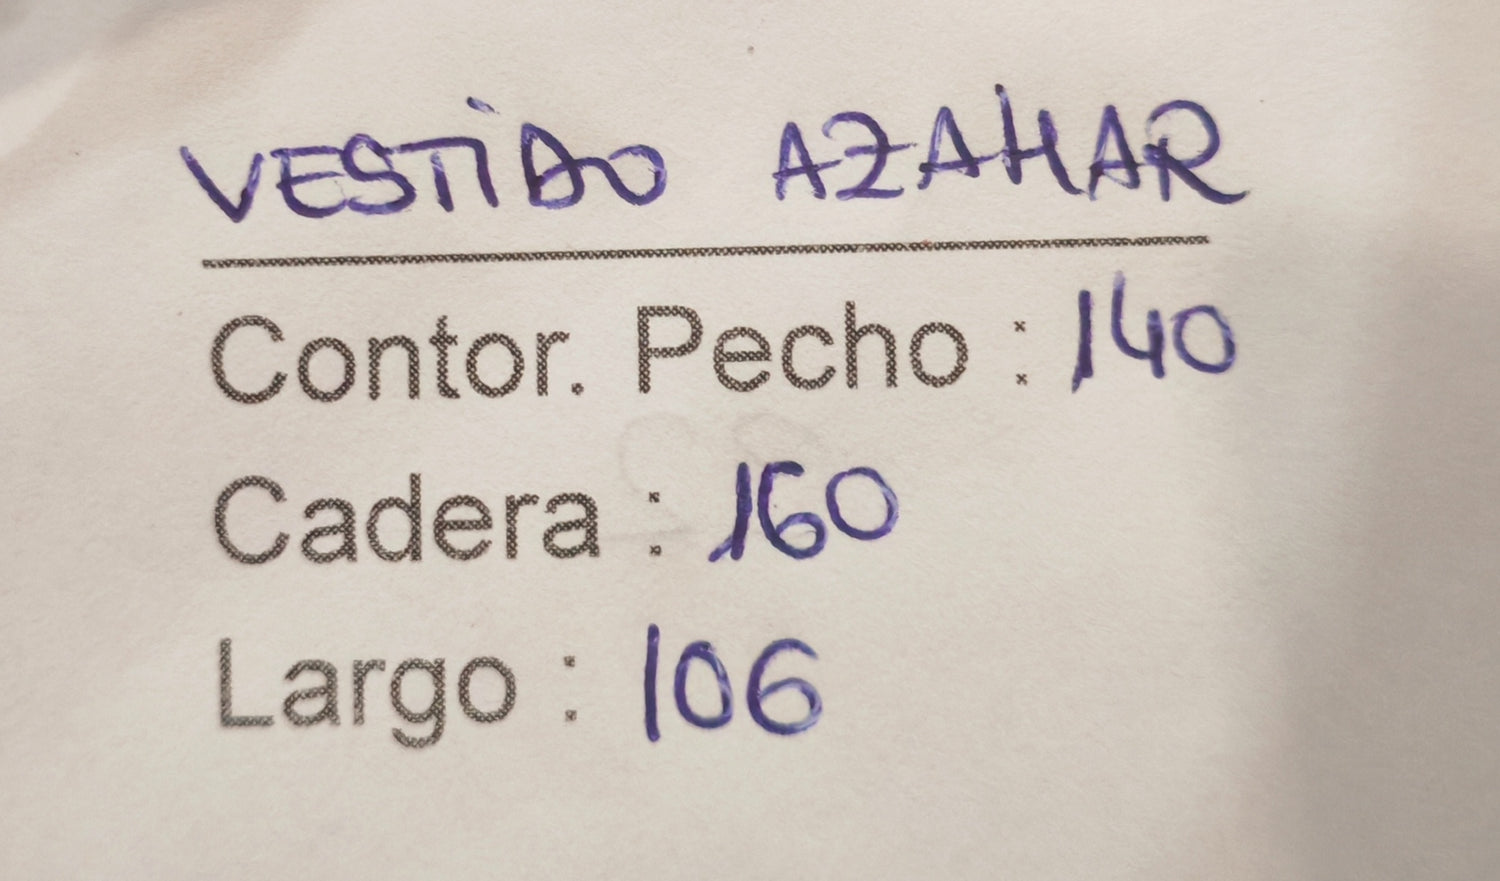 VESTIDO AZAHAR
Contor. Pecho : 140
Cadera : 160
Largo : 106